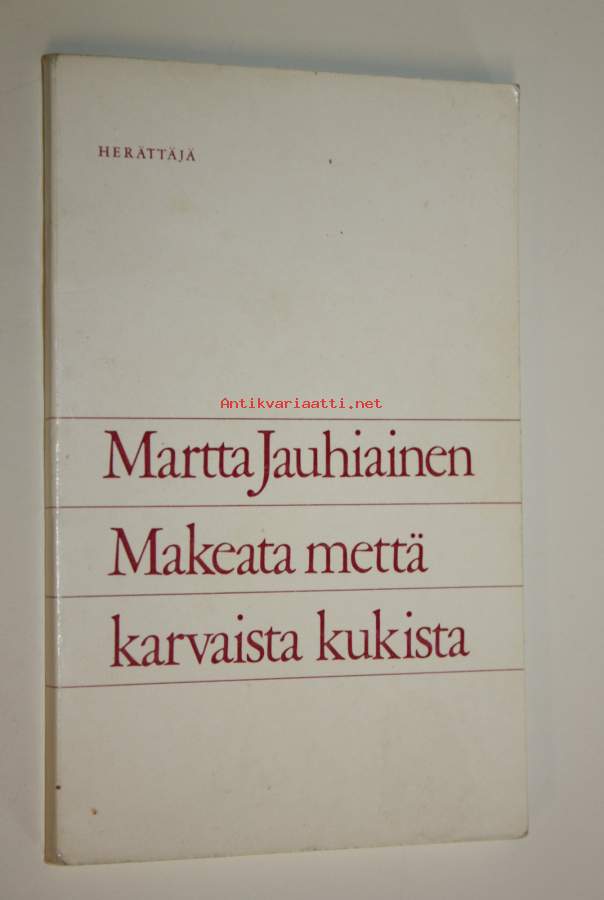 HERÄTTÄJÄ
Antikvariaatti.net
Martta Jauhiainen
Makeata mettä
karvaista kukista